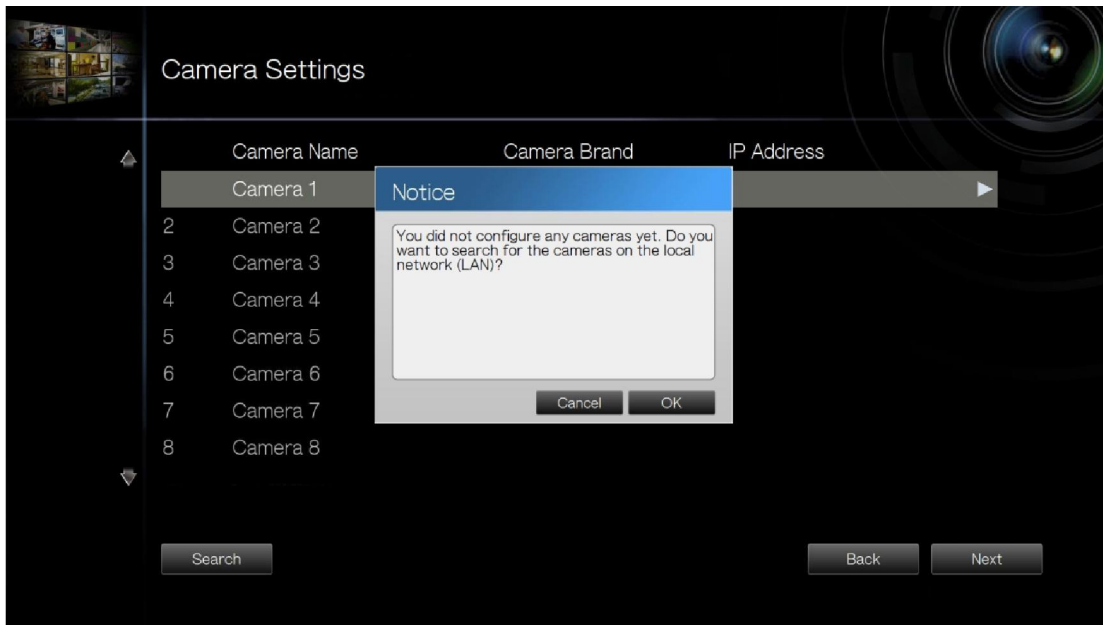 Camera Settings
Camera Name Camera Brand IP Address
Camera 1
Notice
2 Camera 2
You did not configure any cameras yet. Do you
want to search for the cameras on the local
network (LAN)?
3 Camera 3
4 Camera 4
5 Camera 5
6 Camera 6
7 Camera 7
Cancel OK
8 Camera 8
Search Back Next